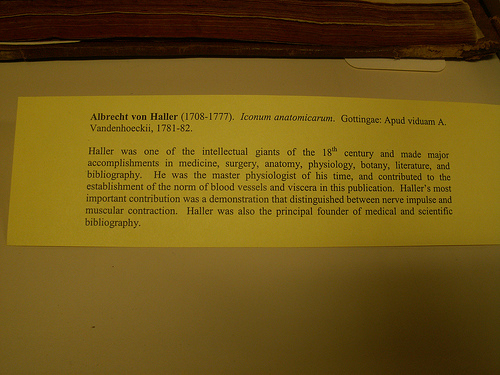 Albrecht von Haller (1708-1777). Iconum anatomicarum. Gottingae: Apud viduam A.
Vandenhoeckii, 1781-82.
Haller was one of the intellectual giants of the 18th century and made major
accomplishments in medicine, surgery, anatomy, physiology, botany, literature, and
bibliography. He was the master physiologist of his time, and contributed to the
establishment of the norm of blood vessels and viscera in this publication. Haller's most
important contribution was a demonstration that distinguished between nerve impulse and
muscular contraction. Haller was also the principal founder of medical and scientific
bibliography.